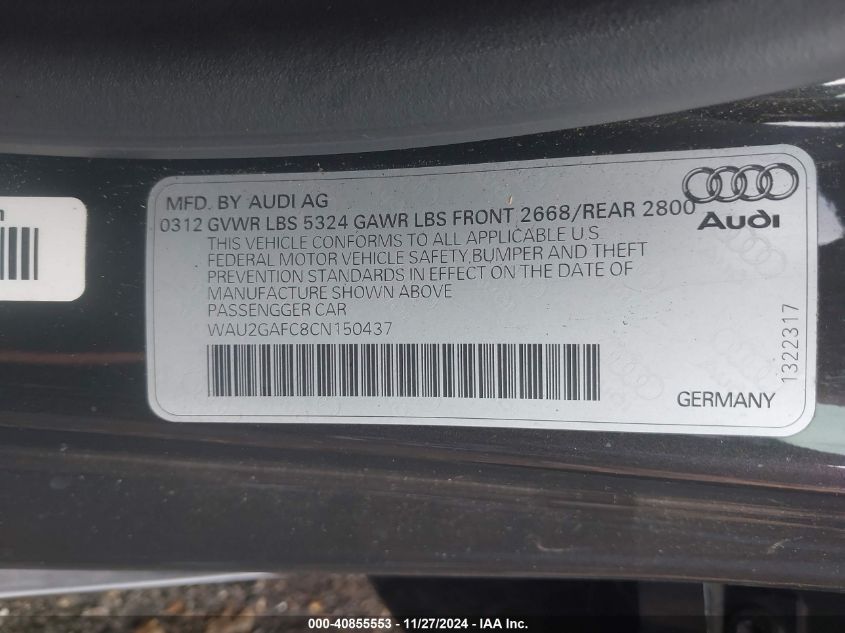 MFD. BY AUDI AG
0312 GVWR LBS 5324 GAWR LBS FRONT 2668/REAR 2800
THIS VEHICLE CONFORMS TO ALL APPLICABLE U.S
FEDERAL MOTOR VEHICLE SAFETY,BUMPER AND THEFT
PREVENTION STANDARDS IN EFFECT ON THE DATE OF
MANUFACTURE SHOWN ABOVE
PASSENGGER CAR
WAU2GAFC8CN150437
Audi
1322317
GERMANY
000-40855553 - 11/27/2024 - IAA Inc.